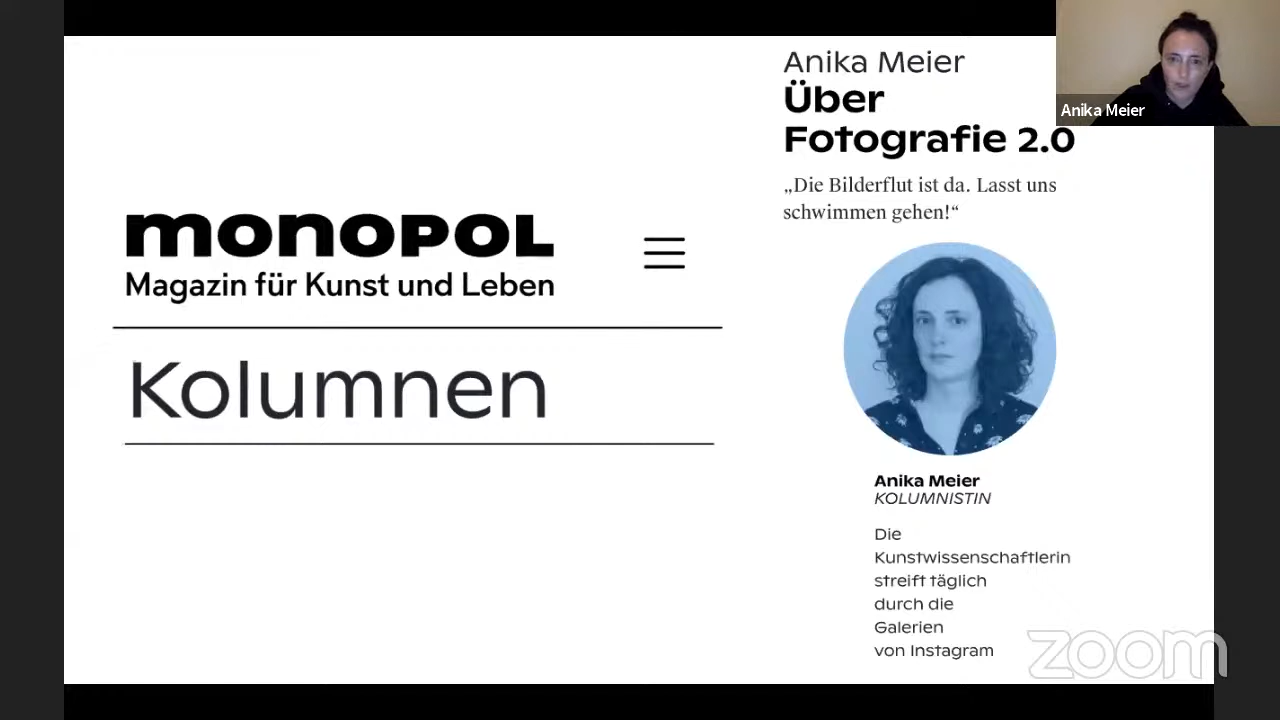 monopol
Magazin für Kunst und Leben
Kolumnen
Anika Meier
Über
Fotografie 2.0
„Die Bilderflut ist da. Lasst uns
schwimmen gehen!“
Anika Meier
KOLUMNISTIN
Die
Kunstwissenschaftlerin
streift täglich
durch die
Galerien
von Instagram
Anika Meier
zoom